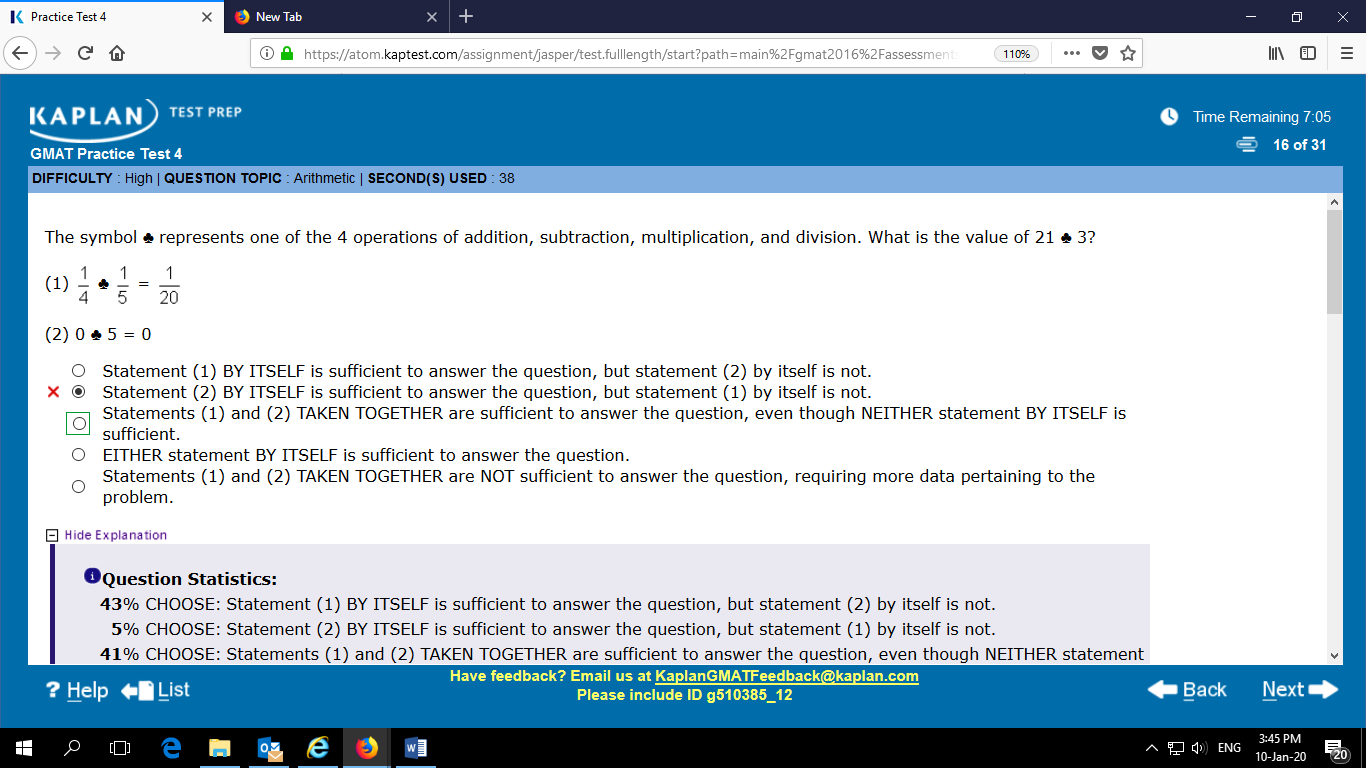 Practice Test 4
New Tab
https://atom.kaptest.com/assignment/jasper/test.fulllength/start?path=main%2Fgmat2016%2Fassessment
110%
KAPLAN TEST PREP
GMAT Practice Test 4
Time Remaining 7:05
16 of 31
DIFFICULTY : High | QUESTION TOPIC : Arithmetic | SECOND(S) USED : 38
The symbol ♣ represents one of the 4 operations of addition, subtraction, multiplication, and division. What is the value of 21 ♣ 3?
(1) 1/4 ♣ 1/5 = 1/20
(2) 0 ♣ 5 = 0
Statement (1) BY ITSELF is sufficient to answer the question, but statement (2) by itself is not.
Statement (2) BY ITSELF is sufficient to answer the question, but statement (1) by itself is not.
Statements (1) and (2) TAKEN TOGETHER are sufficient to answer the question, even though NEITHER statement BY ITSELF is
sufficient.
EITHER statement BY ITSELF is sufficient to answer the question.
Statements (1) and (2) TAKEN TOGETHER are NOT sufficient to answer the question, requiring more data pertaining to the
problem.
Hide Explanation
Question Statistics:
43% CHOOSE: Statement (1) BY ITSELF is sufficient to answer the question, but statement (2) by itself is not.
5% CHOOSE: Statement (2) BY ITSELF is sufficient to answer the question, but statement (1) by itself is not.
41% CHOOSE: Statements (1) and (2) TAKEN TOGETHER are sufficient to answer the question, even though NEITHER statement
Have feedback? Email us at KaplanGMATFeedback@kaplan.com
Please include ID g510385_12
? Help
List
Back
Next
ENG
3:45 PM
10-Jan-20
20